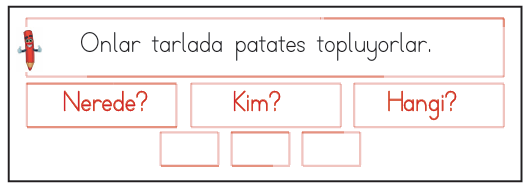 Onlar tarlada patates topluyorlar.
Nerede? Kim? Hangi?